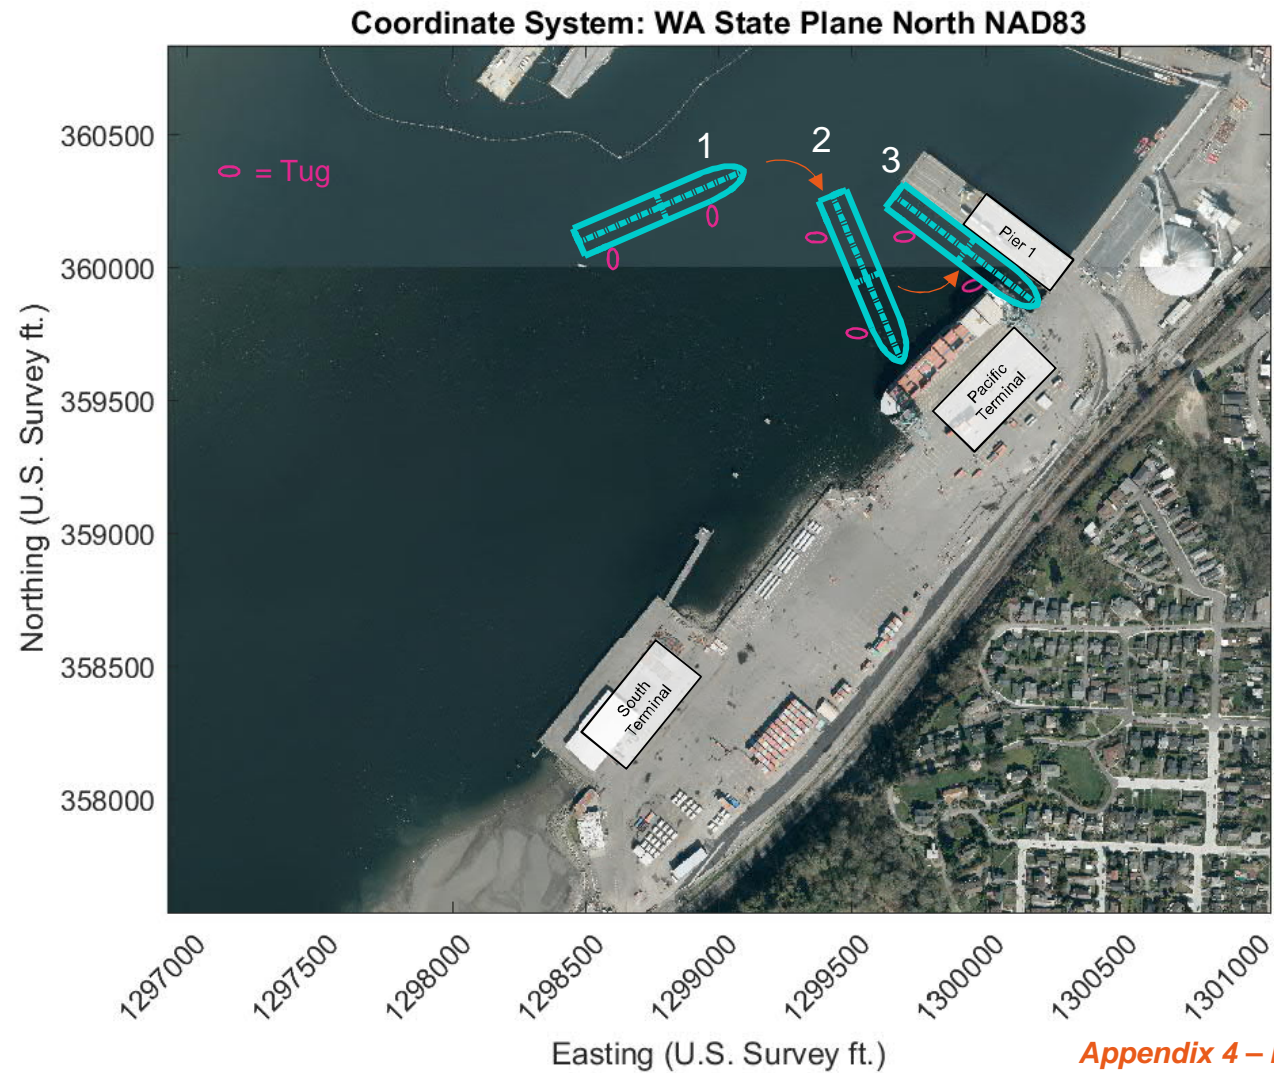 Coordinate System: WA State Plane North NAD83
360500
360000
359500
359000
358500
358000
Northing (U.S. Survey ft.)
= Tug
1
2
3
Pier 1
Pacific
Terminal
South
Terminal
1297000
1297500
1298000
1298500
1299000
1299500
1300000
1300500
1301000
Easting (U.S. Survey ft.)
Appendix 4 –